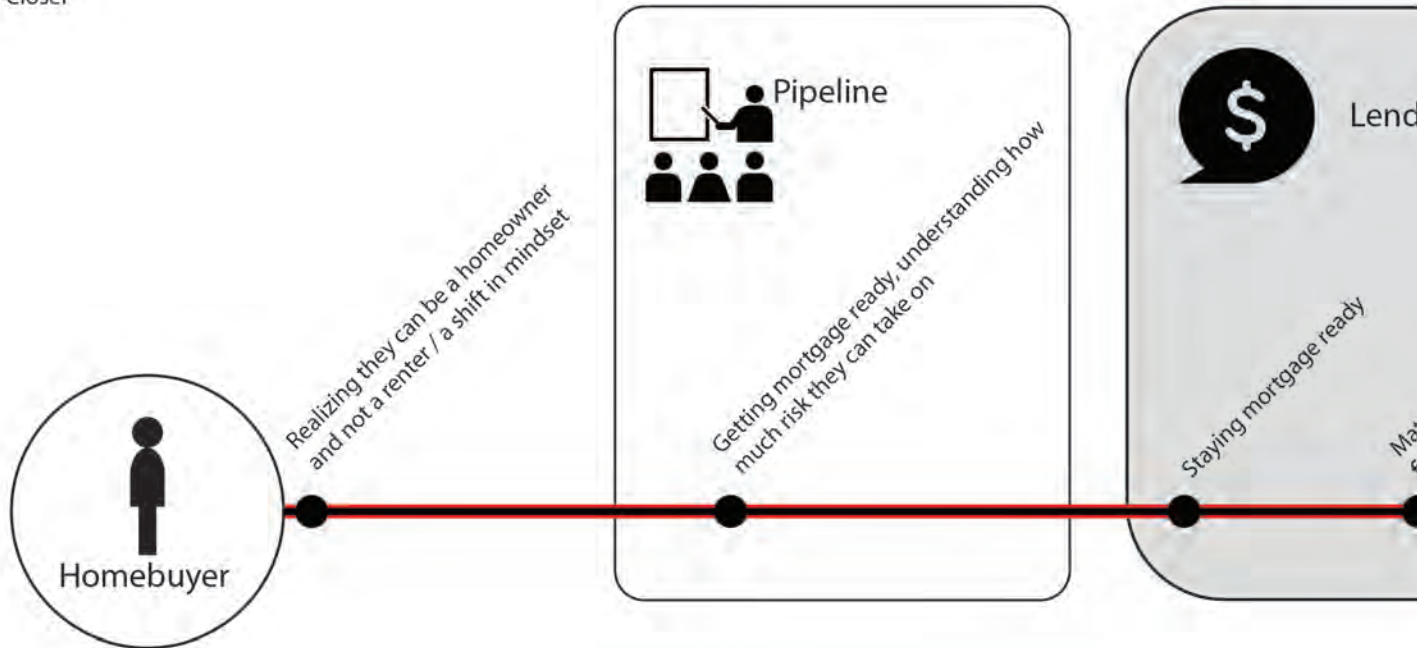 Closer
Pipeline
$
Realizing they can be a homeowner
and not a renter / a shift in mindset
Getting mortgage ready, understanding how
much risk they can take on
Staying mortgage ready
Homebuyer